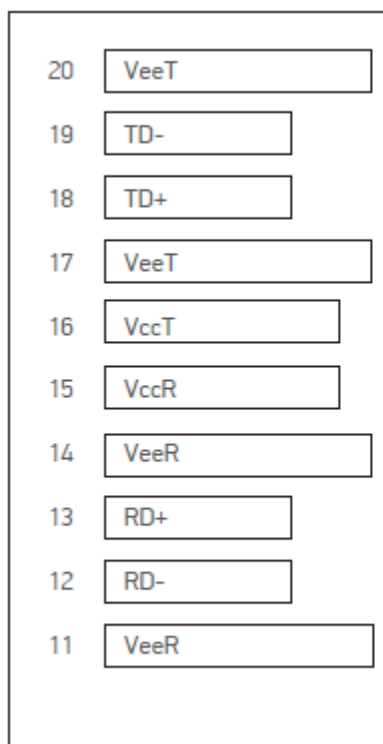 20 VeeT
19 TD-
18 TD+
17 VeeT
16 VccT
15 VccR
14 VeeR
13 RD+
12 RD-
11 VeeR